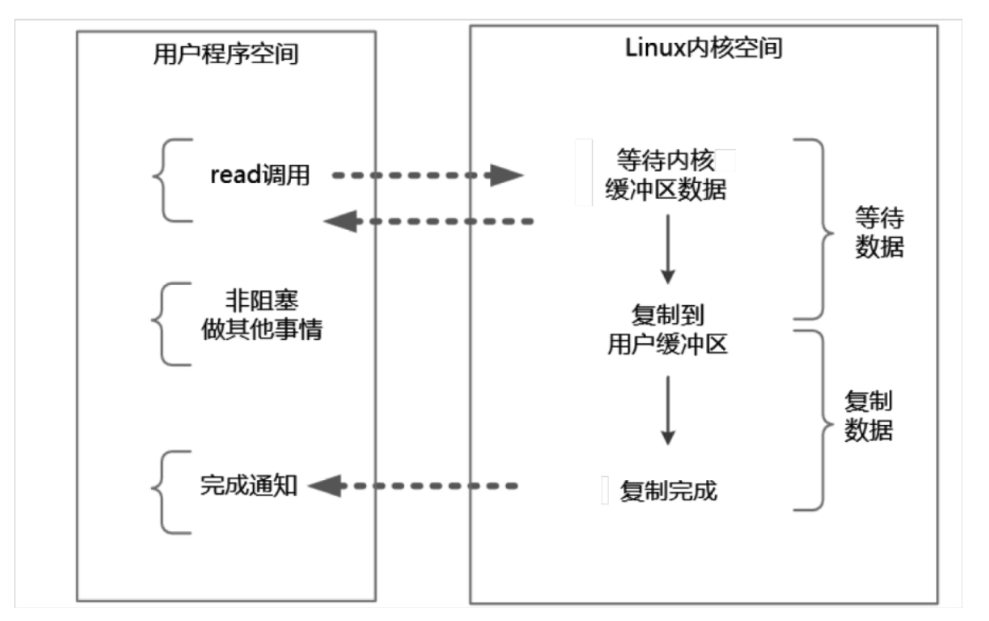 用户程序空间
Linux内核空间
read调用
等待内核
缓冲区数据
等待
数据
非阻塞
做其他事情
复制到
用户缓冲区
复制
数据
完成通知
复制完成